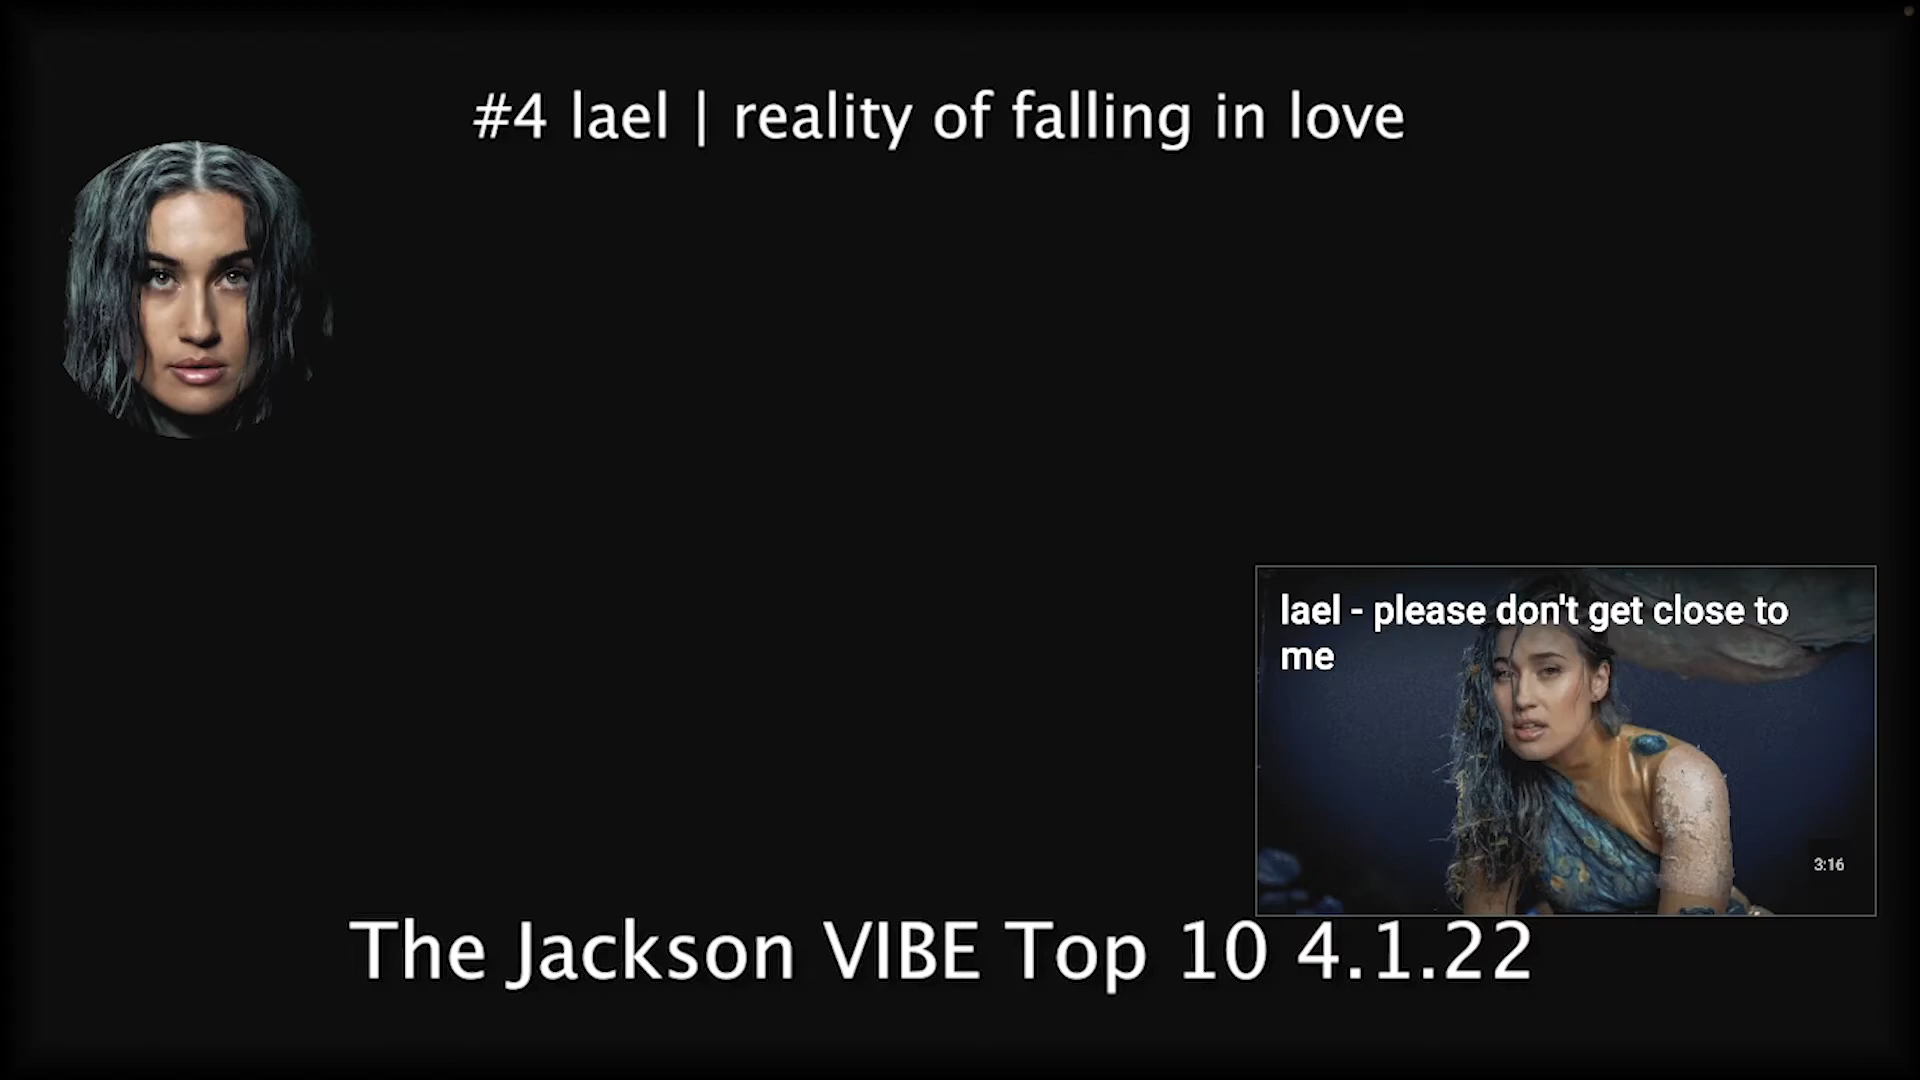 #4 lael | reality of falling in love
lael - please don't get close to
me
3:16
The Jackson VIBE Top 10 4.1.22